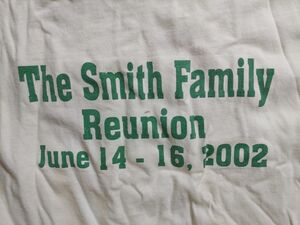 The Smith Family
Reunion
June 14 - 16, 2002